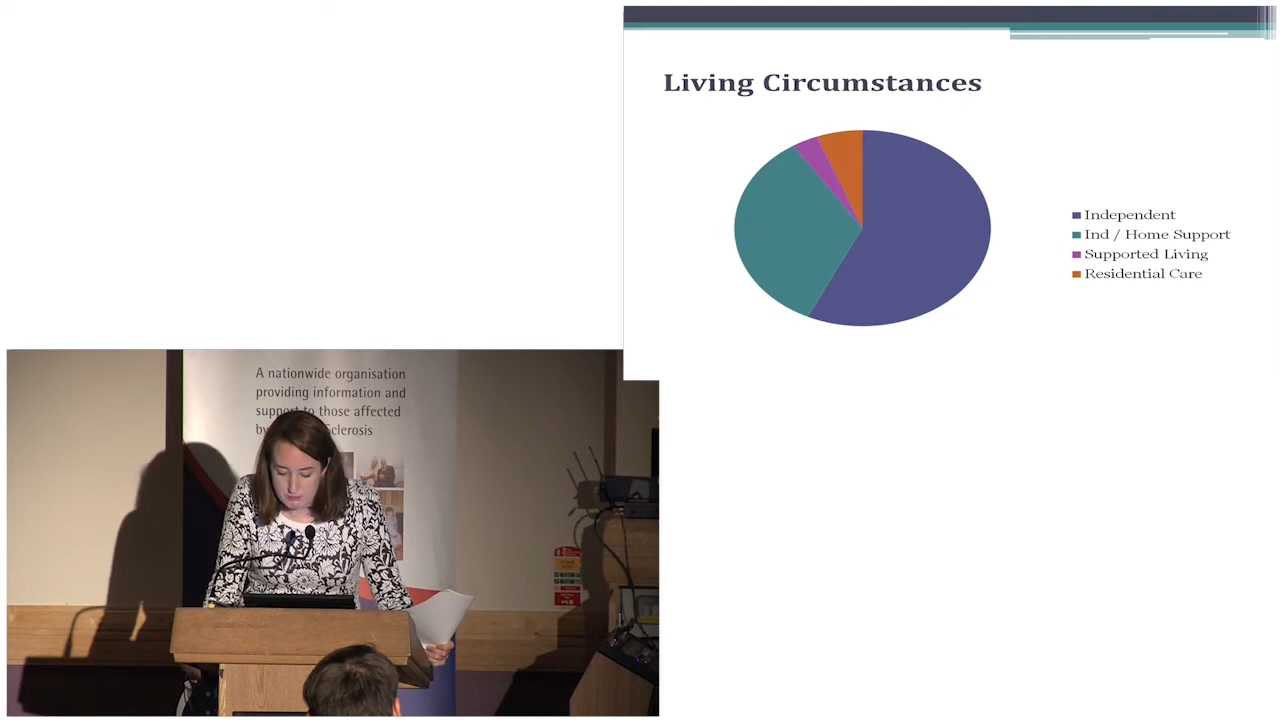 Living Circumstances
Independent
Ind / Home Support
Supported Living
Residential Care
A nationwide organisation
providing information and
support to those affected
by Sclerosis